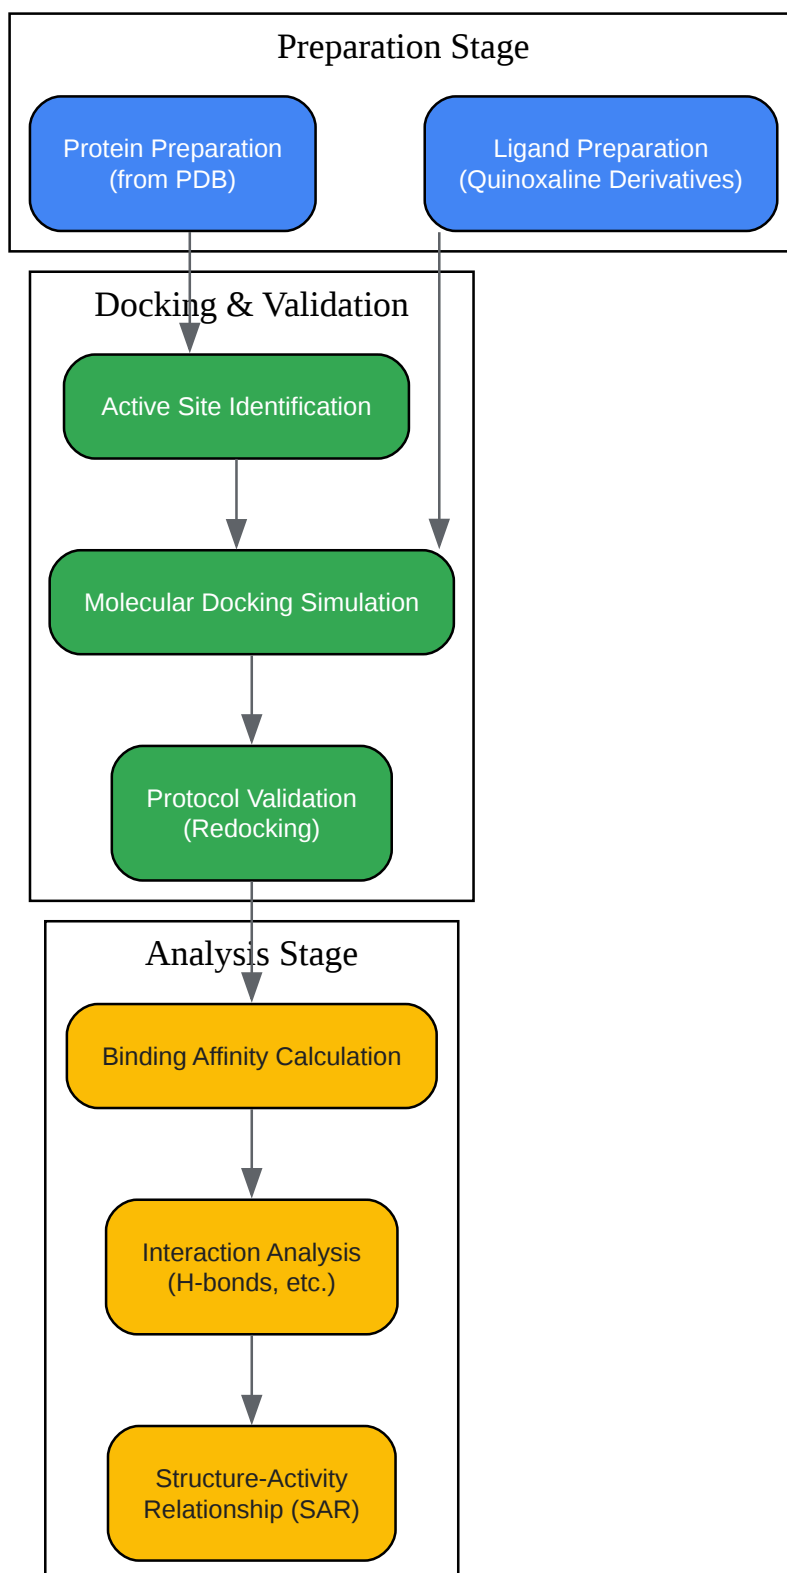 Preparation Stage
Protein Preparation
(from PDB)
Ligand Preparation
(Quinoxaline Derivatives)
Docking & Validation
Active Site Identification
Molecular Docking Simulation
Protocol Validation
(Redocking)
Analysis Stage
Binding Affinity Calculation
Interaction Analysis
(H-bonds, etc.)
Structure-Activity
Relationship (SAR)